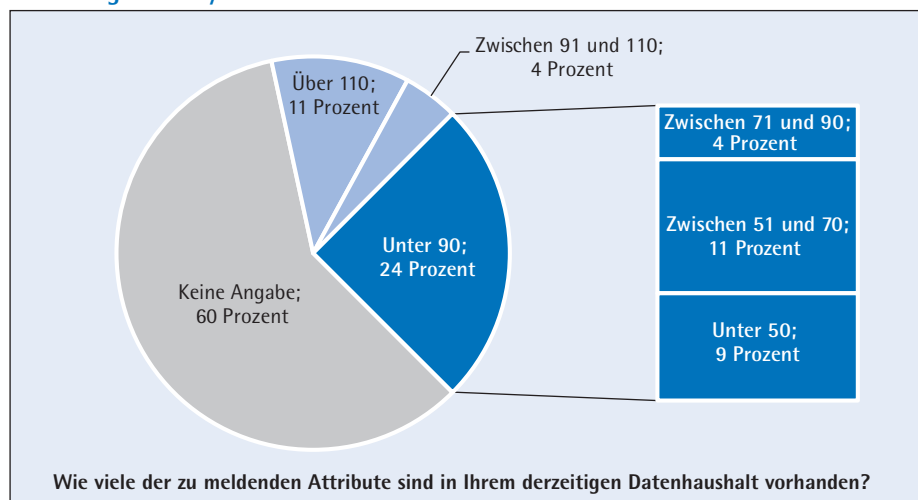 Zwischen 91 und 110;
4 Prozent
Über 110;
11 Prozent
Zwischen 71 und 90;
4 Prozent
Zwischen 51 und 70;
11 Prozent
Unter 90;
24 Prozent
Keine Angabe;
60 Prozent
Unter 50;
9 Prozent
Wie viele der zu meldenden Attribute sind in Ihrem derzeitigen Datenhaushalt vorhanden?